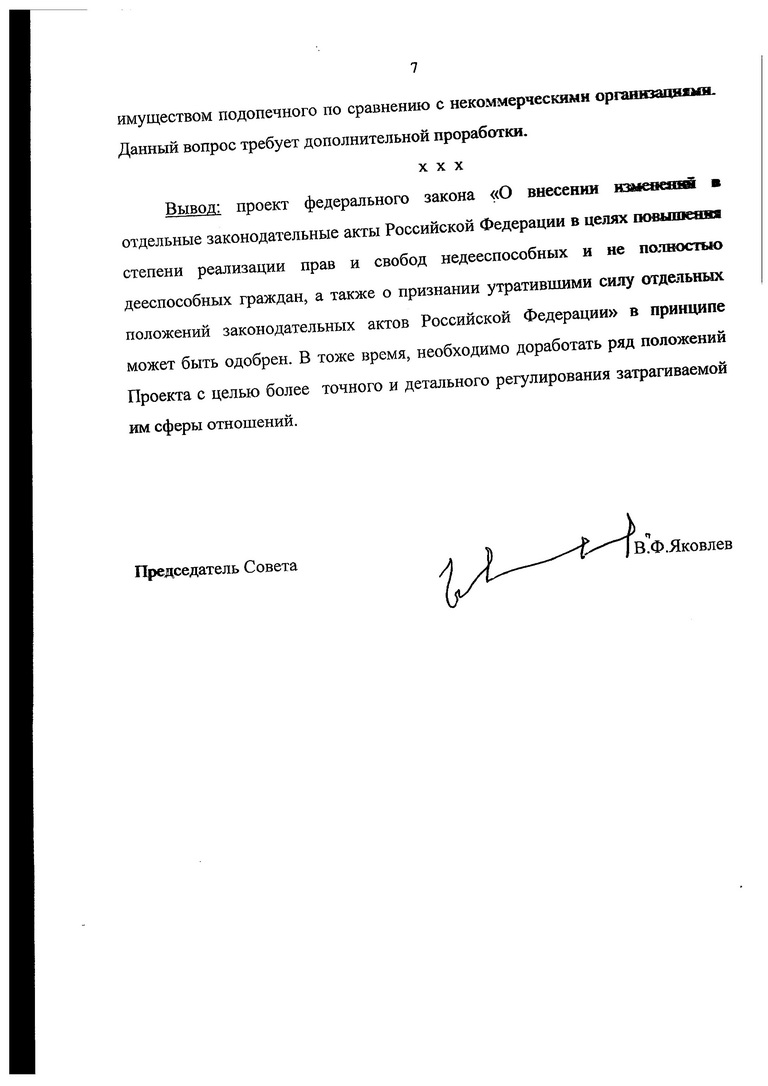 7
имуществом подопечного по сравнению с некоммерческими организациями.
Данный вопрос требует дополнительной проработки.
х х х
Вывод: проект федерального закона «О внесении изменений в
отдельные законодательные акты Российской Федерации в целях повышения
степени реализации прав и свобод недееспособных и не полностью
дееспособных граждан, а также о признании утратившими силу отдельных
положений законодательных актов Российской Федерации» в принципе
может быть одобрен. В тоже время, необходимо доработать ряд положений
Проекта с целью более точного и детального регулирования затрагиваемой
им сферы отношений.
Председатель Совета В.Ф.Яковлев